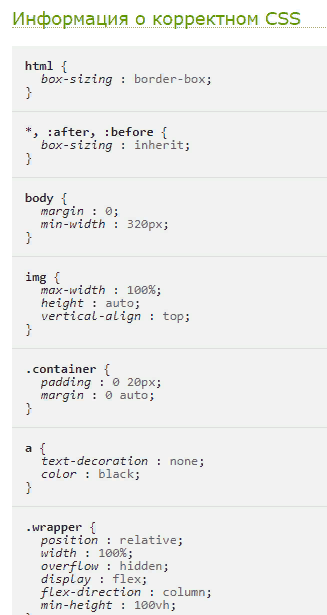 Информация о корректном CSS
html {
box-sizing : border-box;
}
*, :after, :before {
box-sizing : inherit;
}
body {
margin : 0;
min-width : 320px;
}
img {
max-width : 100%;
height : auto;
vertical-align : top;
}
.container {
padding : 0 20px;
margin : 0 auto;
}
a {
text-decoration : none;
color : black;
}
.wrapper {
position : relative;
width : 100%;
overflow : hidden;
display : flex;
flex-direction : column;
min-height : 100vh;